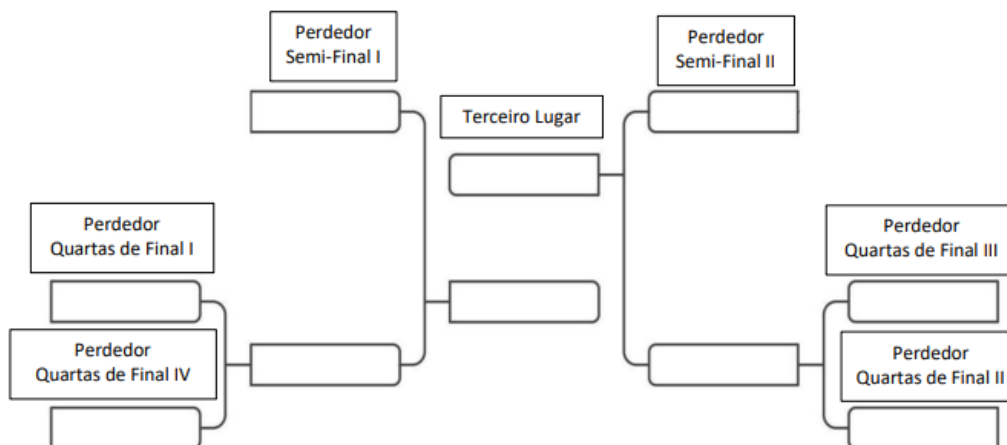 Perdedor
Semi-Final I
Perdedor
Semi-Final II
Terceiro Lugar
Perdedor
Quartas de Final I
Perdedor
Quartas de Final III
Perdedor
Quartas de Final IV
Perdedor
Quartas de Final II